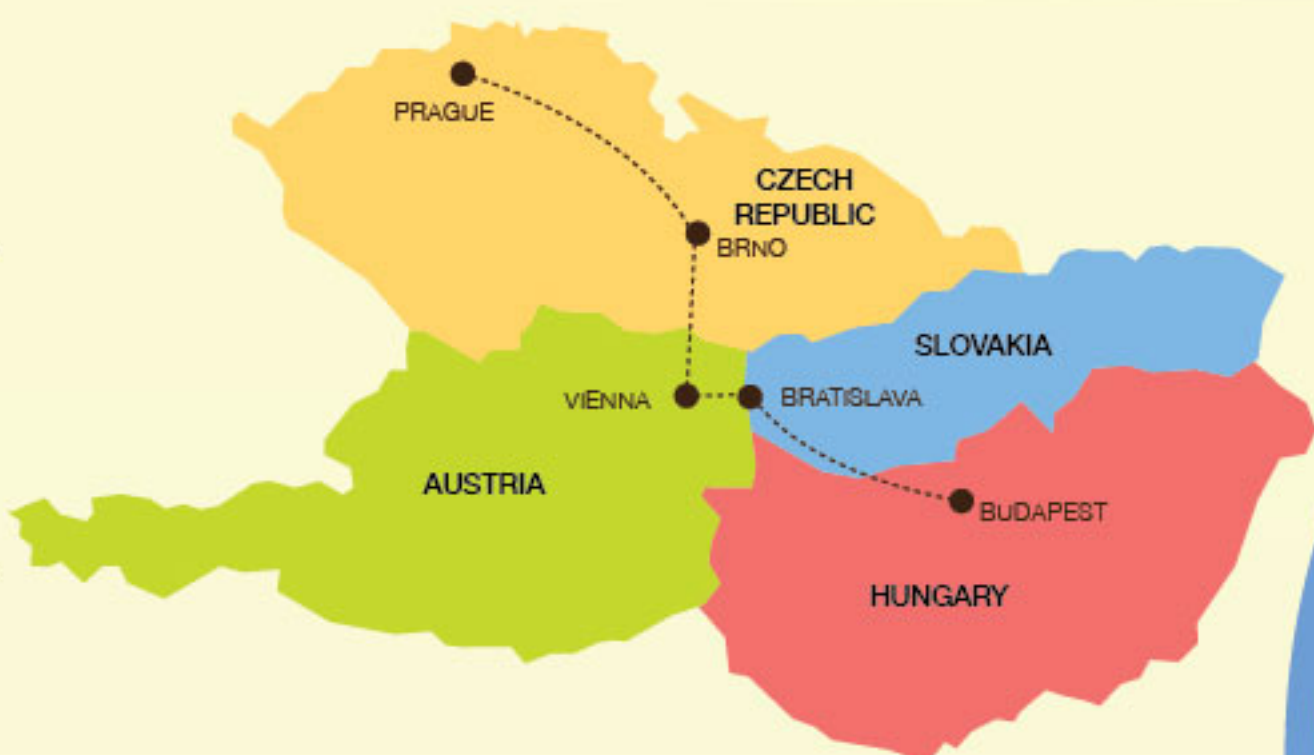 PRAGUE
CZECH
REPUBLIC
BRNO
SLOVAKIA
VIENNA
BRATISLAVA
AUSTRIA
BUDAPEST
HUNGARY